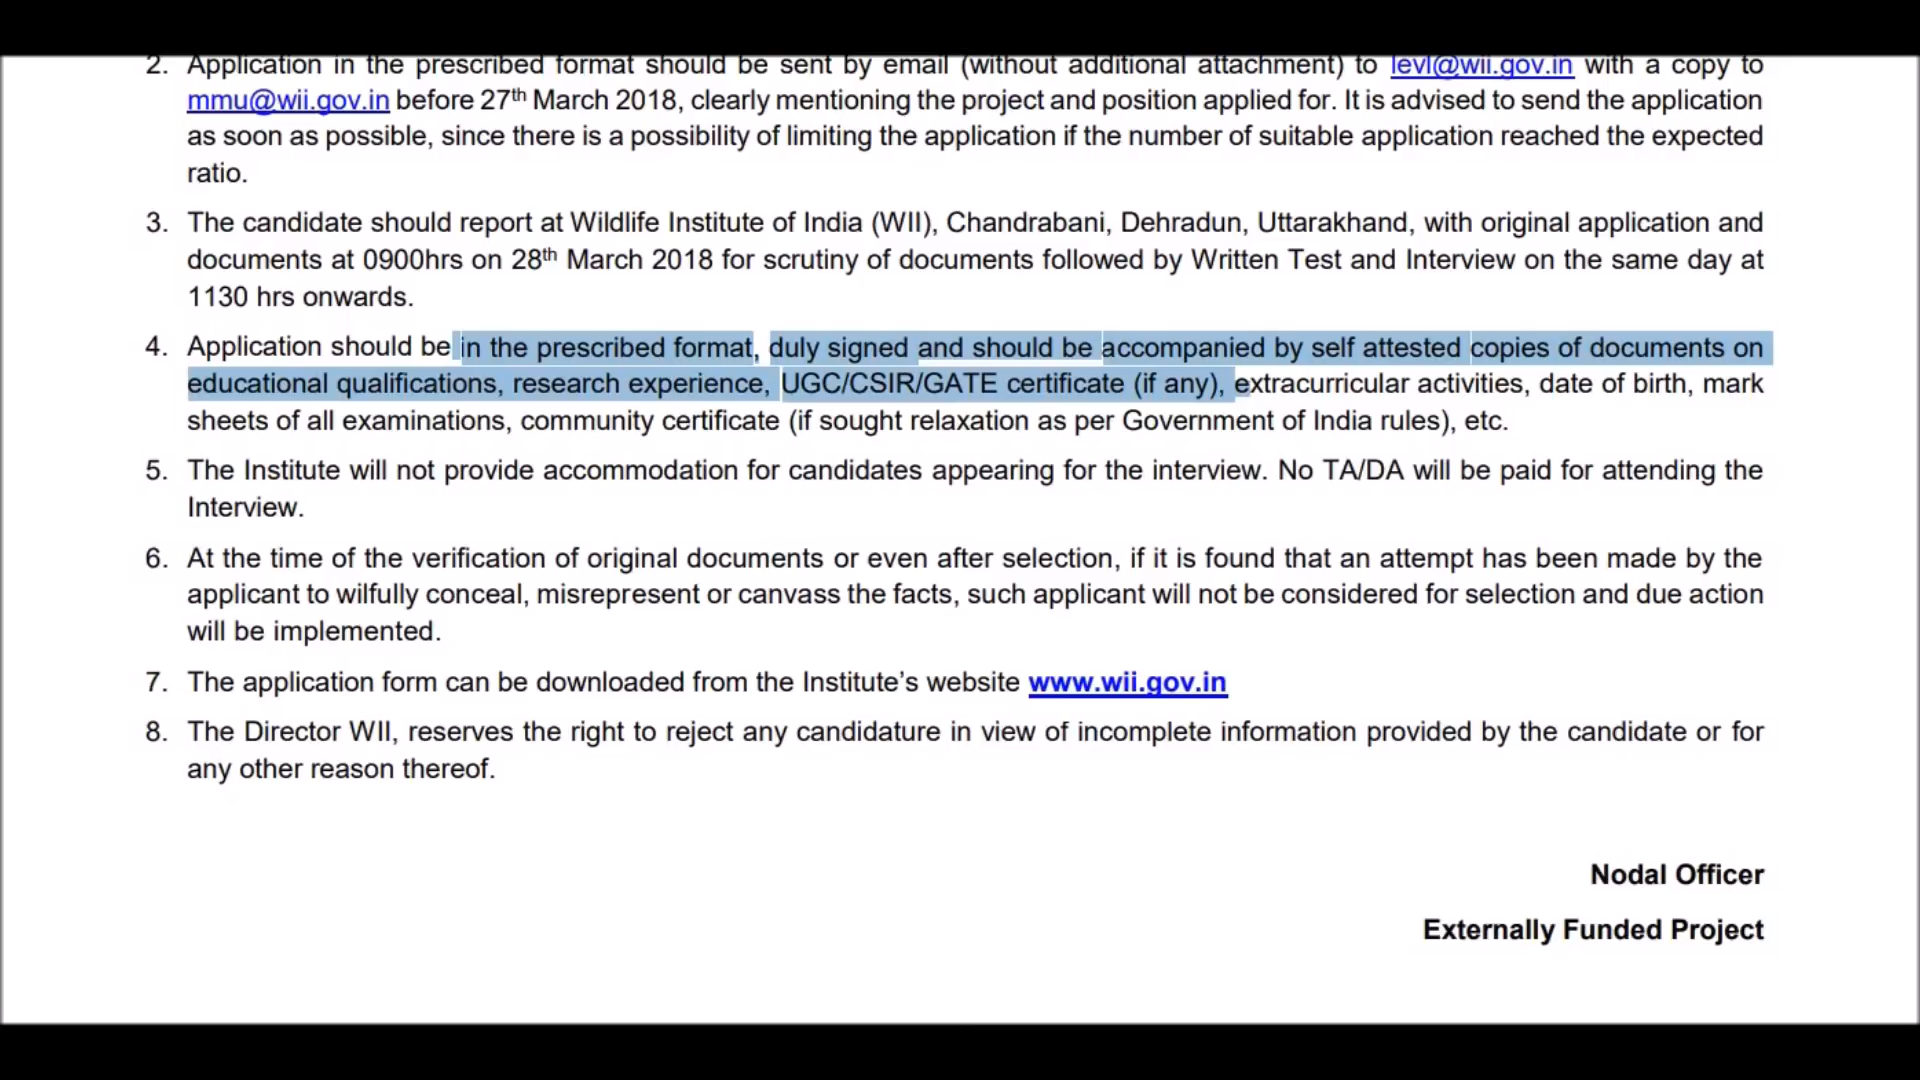 2. Application in the prescribed format should be sent by email (without additional attachment) to levl@wii.gov.in with a copy to
mmu@wii.gov.in before 27th March 2018, clearly mentioning the project and position applied for. It is advised to send the application
as soon as possible, since there is a possibility of limiting the application if the number of suitable application reached the expected
ratio.
3. The candidate should report at Wildlife Institute of India (WII), Chandrabani, Dehradun, Uttarakhand, with original application and
documents at 0900hrs on 28th March 2018 for scrutiny of documents followed by Written Test and Interview on the same day at
1130 hrs onwards.
4. Application should be in the prescribed format, duly signed and should be accompanied by self attested copies of documents on
educational qualifications, research experience, UGC/CSIR/GATE certificate (if any), extracurricular activities, date of birth, mark
sheets of all examinations, community certificate (if sought relaxation as per Government of India rules), etc.
5. The Institute will not provide accommodation for candidates appearing for the interview. No TA/DA will be paid for attending the
Interview.
6. At the time of the verification of original documents or even after selection, if it is found that an attempt has been made by the
applicant to wilfully conceal, misrepresent or canvass the facts, such applicant will not be considered for selection and due action
will be implemented.
7. The application form can be downloaded from the Institute’s website www.wii.gov.in
8. The Director WII, reserves the right to reject any candidature in view of incomplete information provided by the candidate or for
any other reason thereof.
Nodal Officer
Externally Funded Project